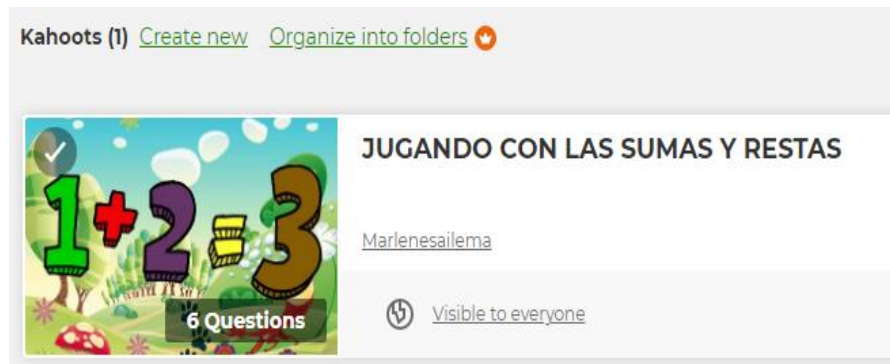 Kahoots (1) Create new Organize into folders
JUGANDO CON LAS SUMAS Y RESTAS
1+2=3
Marlenesailema
6 Questions
Visible to everyone